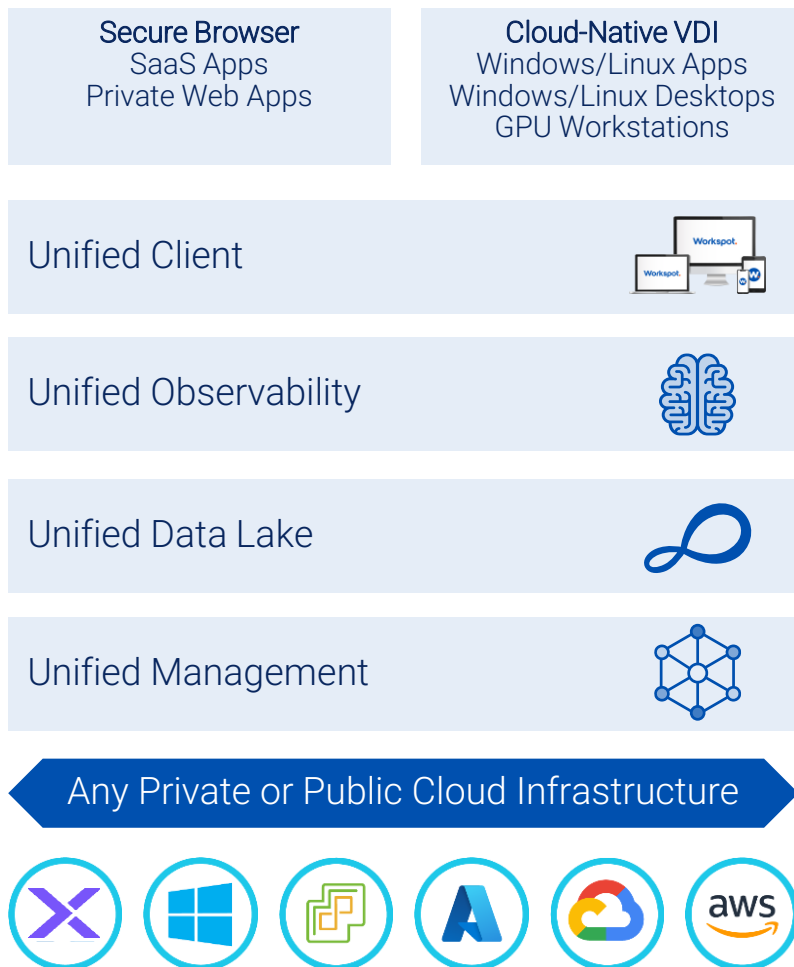 Secure Browser
SaaS Apps
Private Web Apps
Cloud-Native VDI
Windows/Linux Apps
Windows/Linux Desktops
GPU Workstations
Unified Client
Workspot.
Workspot.
Unified Observability
Unified Data Lake
Unified Management
Any Private or Public Cloud Infrastructure
aws